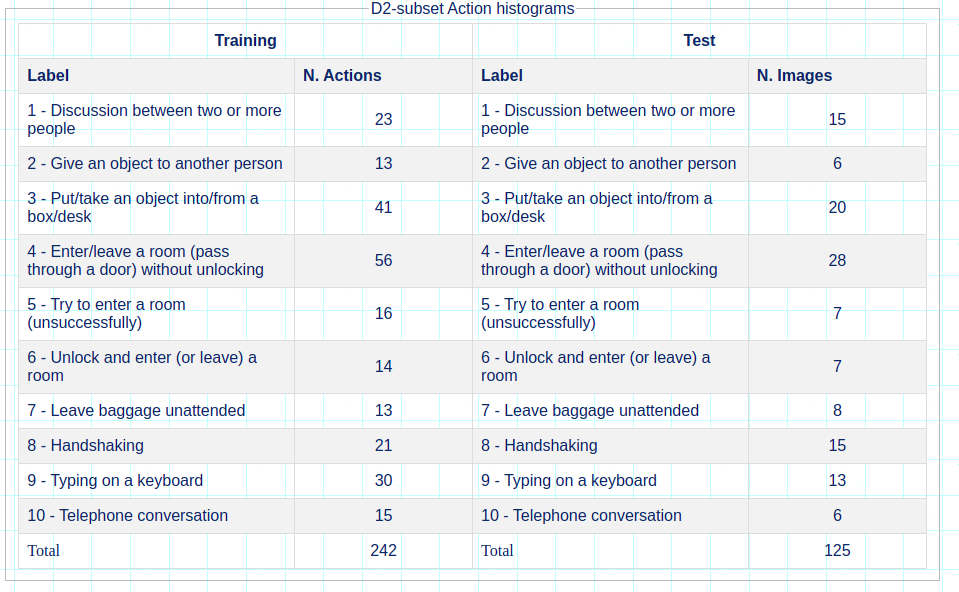 D2-subset Action histograms
Training Test
Label N. Actions Label N. Images
1 - Discussion between two or more people 23 1 - Discussion between two or more people 15
2 - Give an object to another person 13 2 - Give an object to another person 6
3 - Put/take an object into/from a box/desk 41 3 - Put/take an object into/from a box/desk 20
4 - Enter/leave a room (pass through a door) without unlocking 56 4 - Enter/leave a room (pass through a door) without unlocking 28
5 - Try to enter a room (unsuccessfully) 16 5 - Try to enter a room (unsuccessfully) 7
6 - Unlock and enter (or leave) a room 14 6 - Unlock and enter (or leave) a room 7
7 - Leave baggage unattended 13 7 - Leave baggage unattended 8
8 - Handshaking 21 8 - Handshaking 15
9 - Typing on a keyboard 30 9 - Typing on a keyboard 13
10 - Telephone conversation 15 10 - Telephone conversation 6
Total 242 Total 125